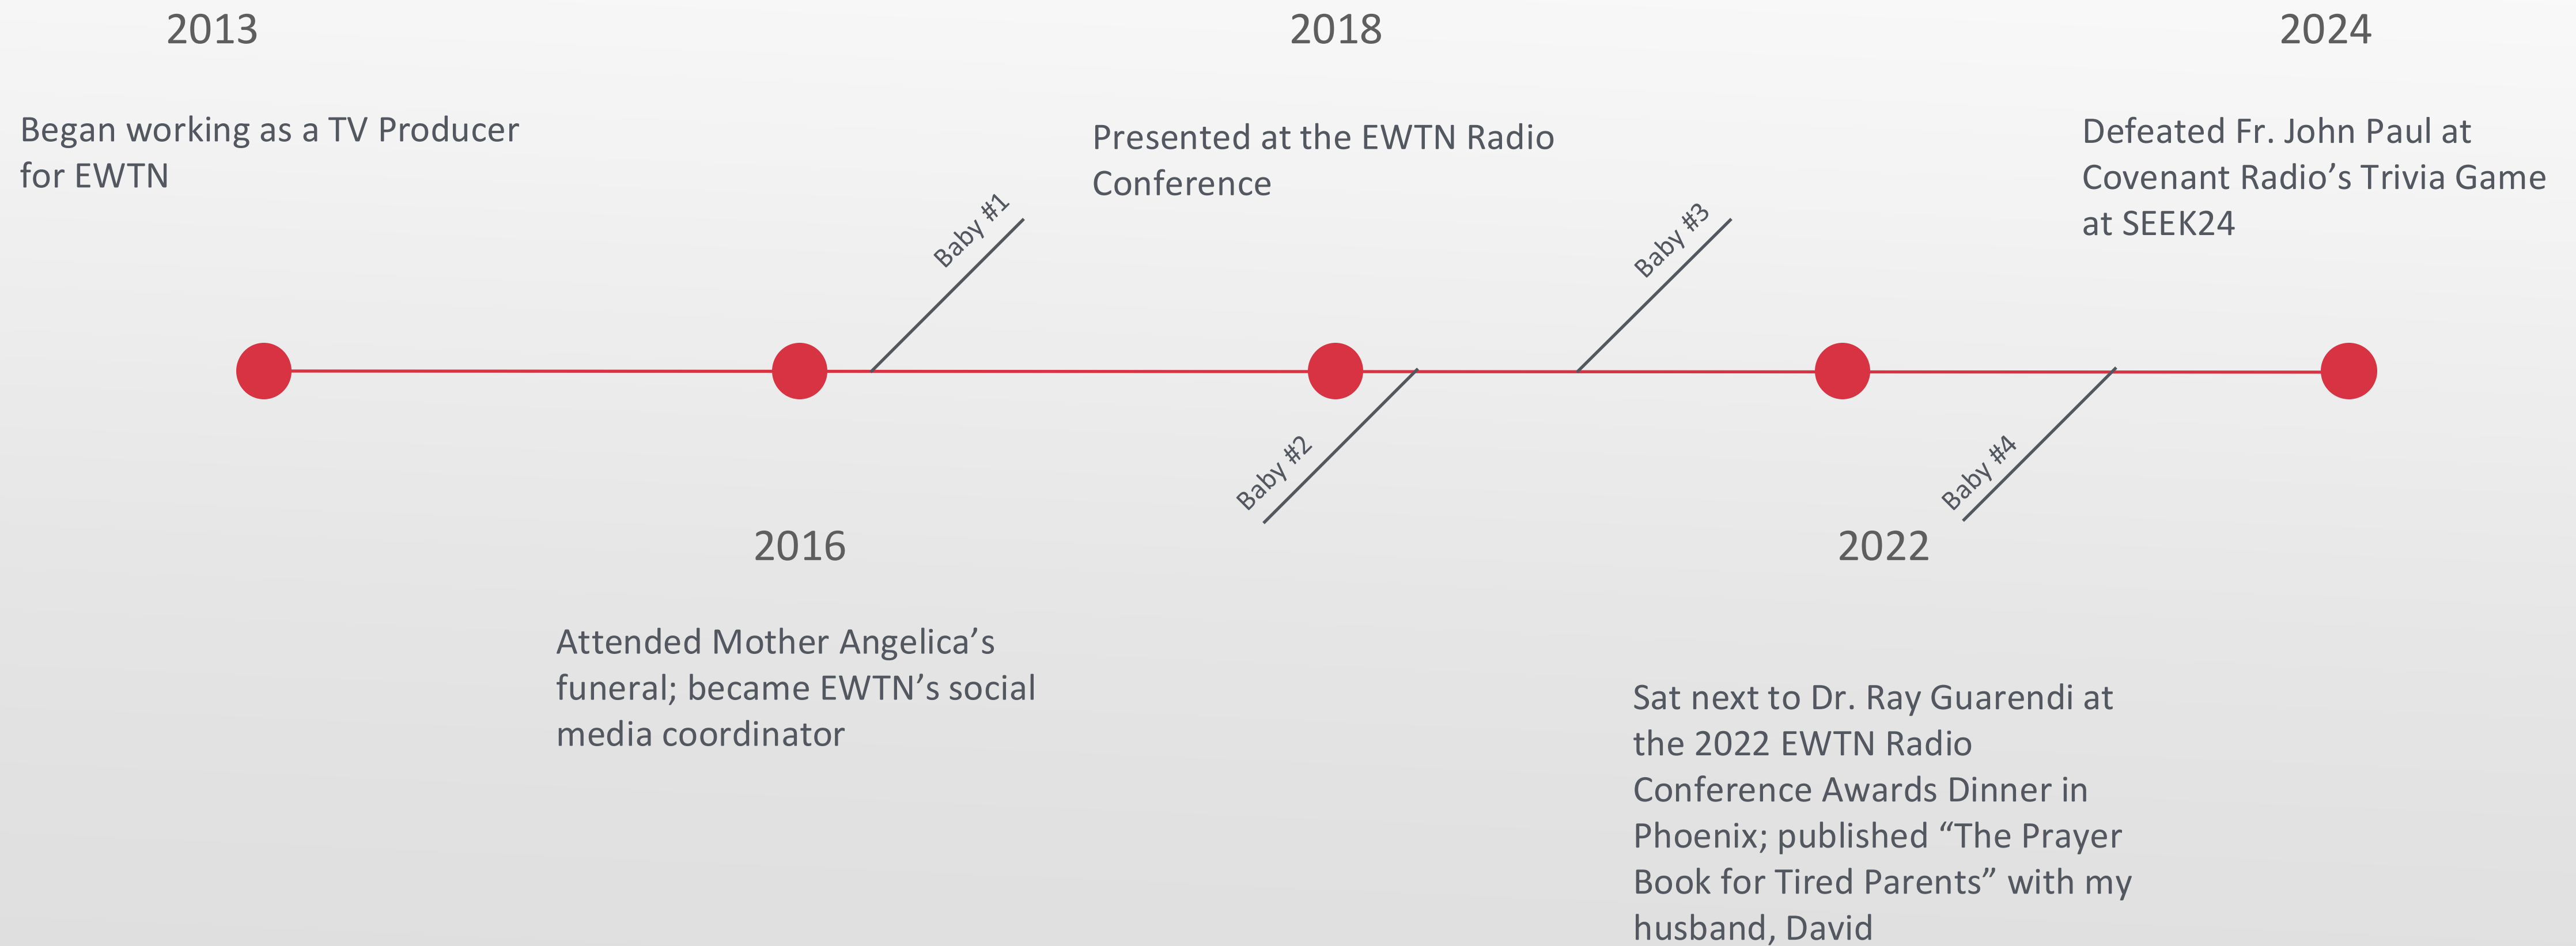 2013
Began working as a TV Producer
for EWTN
2016
Attended Mother Angelica’s
funeral; became EWTN’s social
media coordinator
Baby #1
2018
Presented at the EWTN Radio
Conference
Baby #2
Baby #3
2022
Sat next to Dr. Ray Guarendi at
the 2022 EWTN Radio
Conference Awards Dinner in
Phoenix; published “The Prayer
Book for Tired Parents” with my
husband, David
Baby #4
2024
Defeated Fr. John Paul at
Covenant Radio’s Trivia Game
at SEEK24